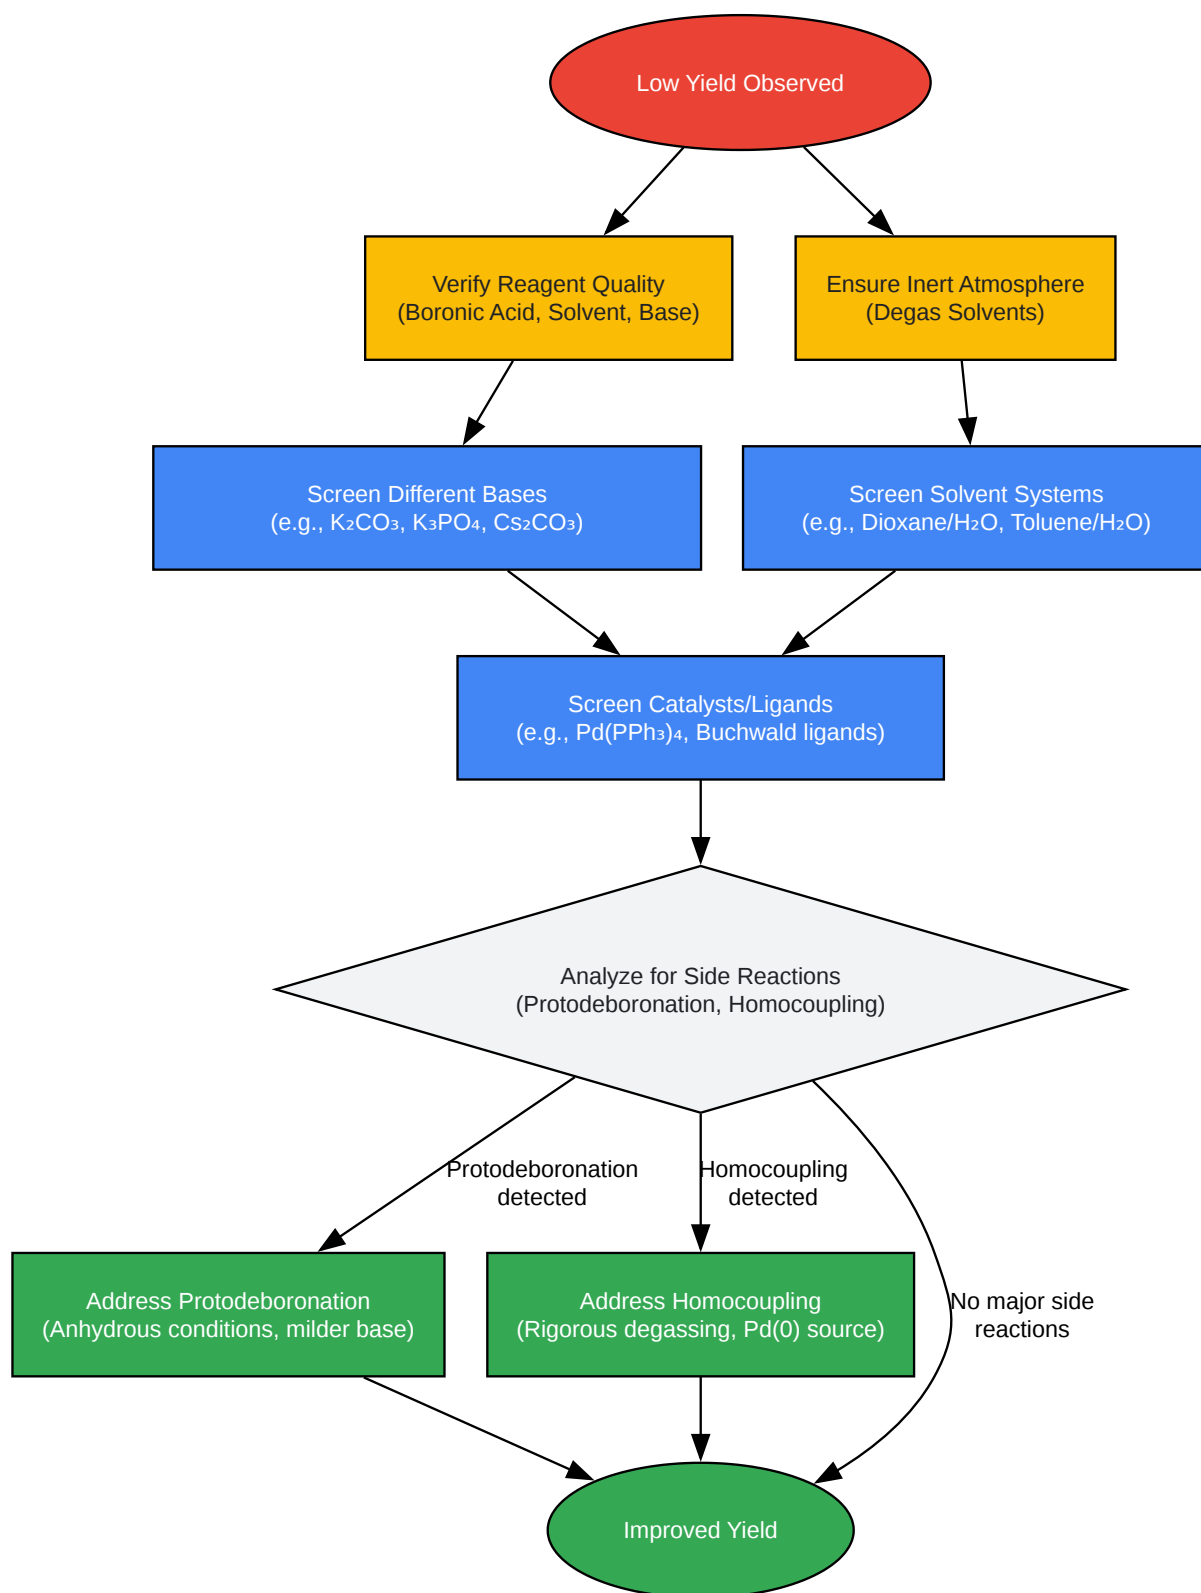 Low Yield Observed
Verify Reagent Quality
(Boronic Acid, Solvent, Base)
Ensure Inert Atmosphere
(Degas Solvents)
Screen Different Bases
(e.g., K₂CO₃, K₃PO₄, Cs₂CO₃)
Screen Solvent Systems
(e.g., Dioxane/H₂O, Toluene/H₂O)
Screen Catalysts/Ligands
(e.g., Pd(PPh₃)₄, Buchwald ligands)
Analyze for Side Reactions
(Protodeboronation, Homocoupling)
Protodeboronation
detected
Homocoupling
detected
No major side
reactions
Address Protodeboronation
(Anhydrous conditions, milder base)
Address Homocoupling
(Rigorous degassing, Pd(0) source)
Improved Yield